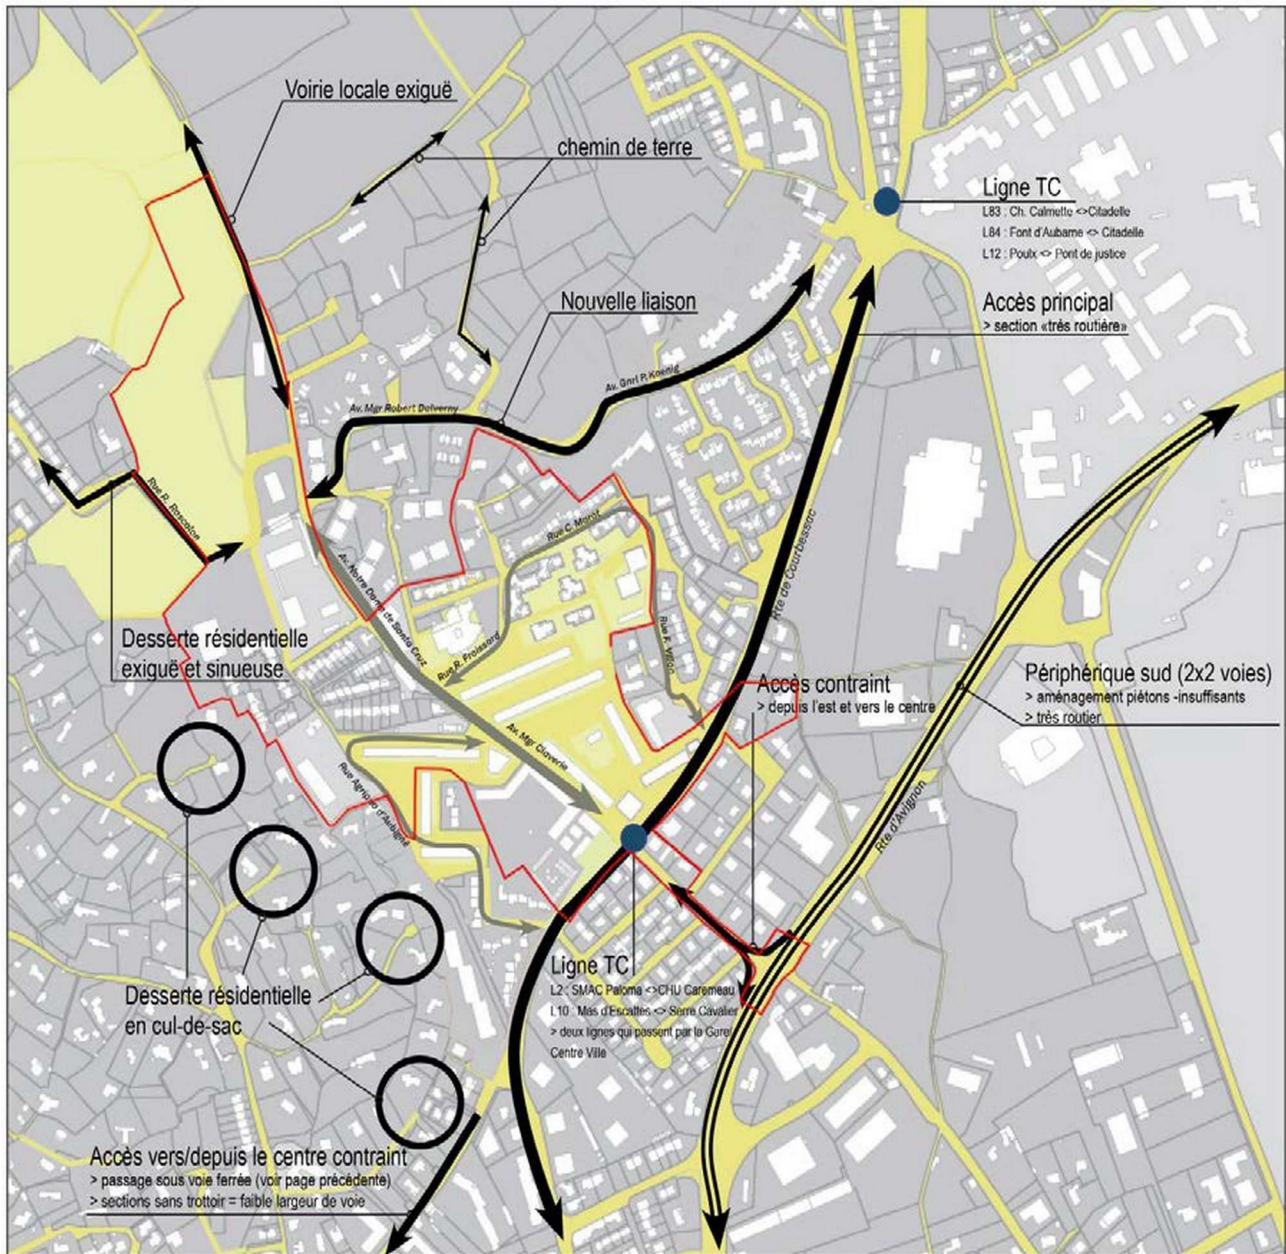 Voirie locale exiguë
chemin de terre
Ligne TC
L83 : Ch. Calmette <>Citadelle
L84 : Font d'Aubarne <> Citadelle
L12 : Poulx <> Pont de justice
Nouvelle liaison
Accès principal
> section «très routière»
Av. Gnrl P. Koenig
Av. Mgr Robert Dalverny
Rue R. Rascalon
Rue C. Marot
Rte de Courbessac
Av. Notre Dame de Santa Cruz
Rue R. Froissard
Rue F. Villon
Desserte résidentielle
exiguë et sinueuse
Accès contraint
> depuis l'est et vers le centre
Périphérique sud (2x2 voies)
> aménagement piétons -insuffisants
> très routier
Av. Mgr Claverie
Rue Agrippa d'Aubigné
Rte d'Avignon
Ligne TC
L2 : SMAC Paloma <>CHU Caremeau
L10 : Mas d'Escattes <> Serre Cavalier
> deux lignes qui passent par la Gare/
Centre Ville
Desserte résidentielle
en cul-de-sac
Accès vers/depuis le centre contraint
> passage sous voie ferrée (voir page précédente)
> sections sans trottoir = faible largeur de voie